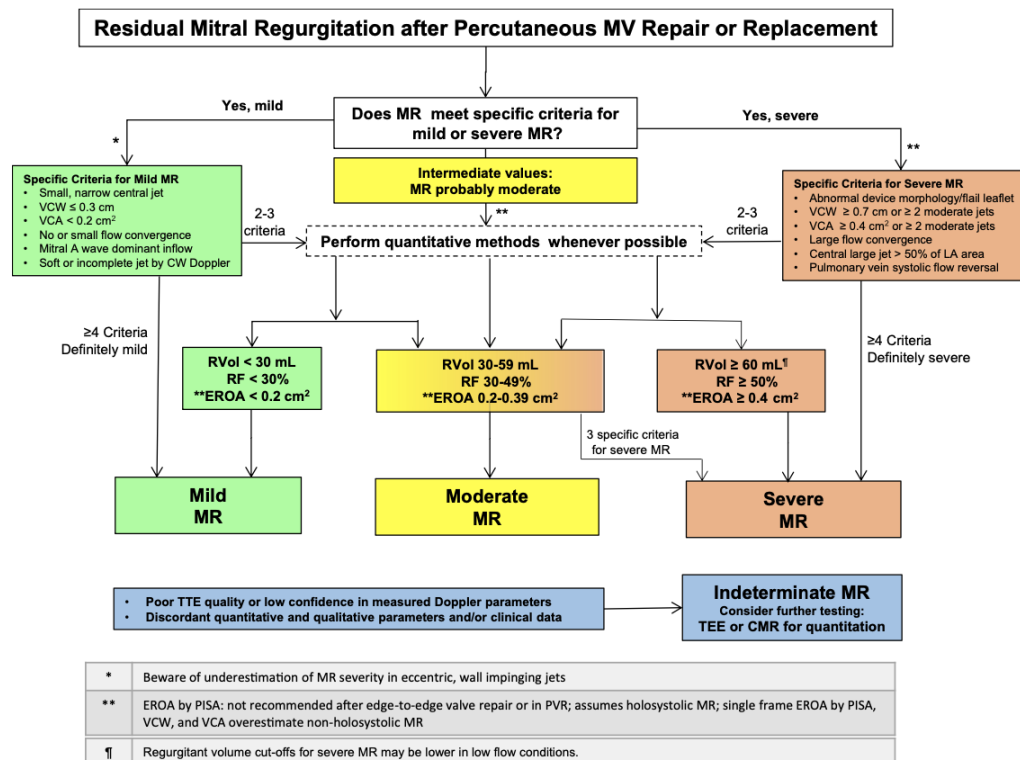 Residual Mitral Regurgitation after Percutaneous MV Repair or Replacement
Yes, mild
Does MR meet specific criteria for
mild or severe MR?
Yes, severe
*
**
Specific Criteria for Mild MR
• Small, narrow central jet
• VCW ≤ 0.3 cm
• VCA < 0.2 cm²
• No or small flow convergence
• Mitral A wave dominant inflow
• Soft or incomplete jet by CW Doppler
Intermediate values:
MR probably moderate
**
Specific Criteria for Severe MR
• Abnormal device morphology/flail leaflet
• VCW ≥ 0.7 cm or ≥ 2 moderate jets
• VCA ≥ 0.4 cm² or ≥ 2 moderate jets
• Large flow convergence
• Central large jet > 50% of LA area
• Pulmonary vein systolic flow reversal
2-3
criteria
Perform quantitative methods whenever possible
2-3
criteria
≥4 Criteria
Definitely mild
RVol < 30 mL
RF < 30%
**EROA < 0.2 cm²
RVol 30-59 mL
RF 30-49%
**EROA 0.2-0.39 cm²
RVol ≥ 60 mL¶
RF ≥ 50%
**EROA ≥ 0.4 cm²
≥4 Criteria
Definitely severe
3 specific criteria
for severe MR
Mild
MR
Moderate
MR
Severe
MR
• Poor TTE quality or low confidence in measured Doppler parameters
• Discordant quantitative and qualitative parameters and/or clinical data
Indeterminate MR
Consider further testing:
TEE or CMR for quantitation
* Beware of underestimation of MR severity in eccentric, wall impinging jets
** EROA by PISA: not recommended after edge-to-edge valve repair or in PVR; assumes holosystolic MR; single frame EROA by PISA,
VCW, and VCA overestimate non-holosystolic MR
¶ Regurgitant volume cut-offs for severe MR may be lower in low flow conditions.